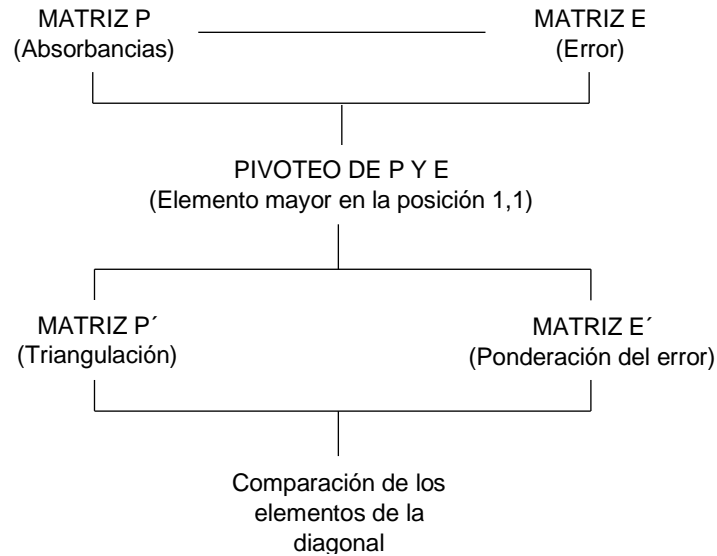 MATRIZ P
(Absorbancias)
MATRIZ E
(Error)
PIVOTEO DE P Y E
(Elemento mayor en la posición 1,1)
MATRIZ P´
(Triangulación)
MATRIZ E´
(Ponderación del error)
Comparación de los
elementos de la
diagonal